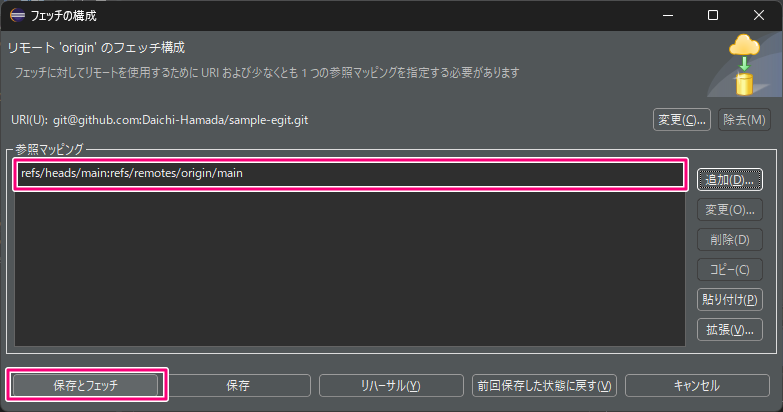 フェッチの構成
リモート 'origin' のフェッチ構成
フェッチに対してリモートを使用するために URI および少なくとも 1 つの参照マッピングを指定する必要があります
URI(U): git@github.com:Daichi-Hamada/sample-egit.git 変更(C)... 除去(M)
参照マッピング
refs/heads/main:refs/remotes/origin/main
追加(D)...
変更(O)...
削除(D)
コピー(C)
貼り付け(P)
拡張(V)...
保存とフェッチ 保存 リハーサル(Y) 前回保存した状態に戻す(V) キャンセル